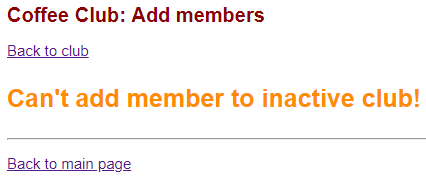 Coffee Club: Add members
Back to club
Can't add member to inactive club!
Back to main page